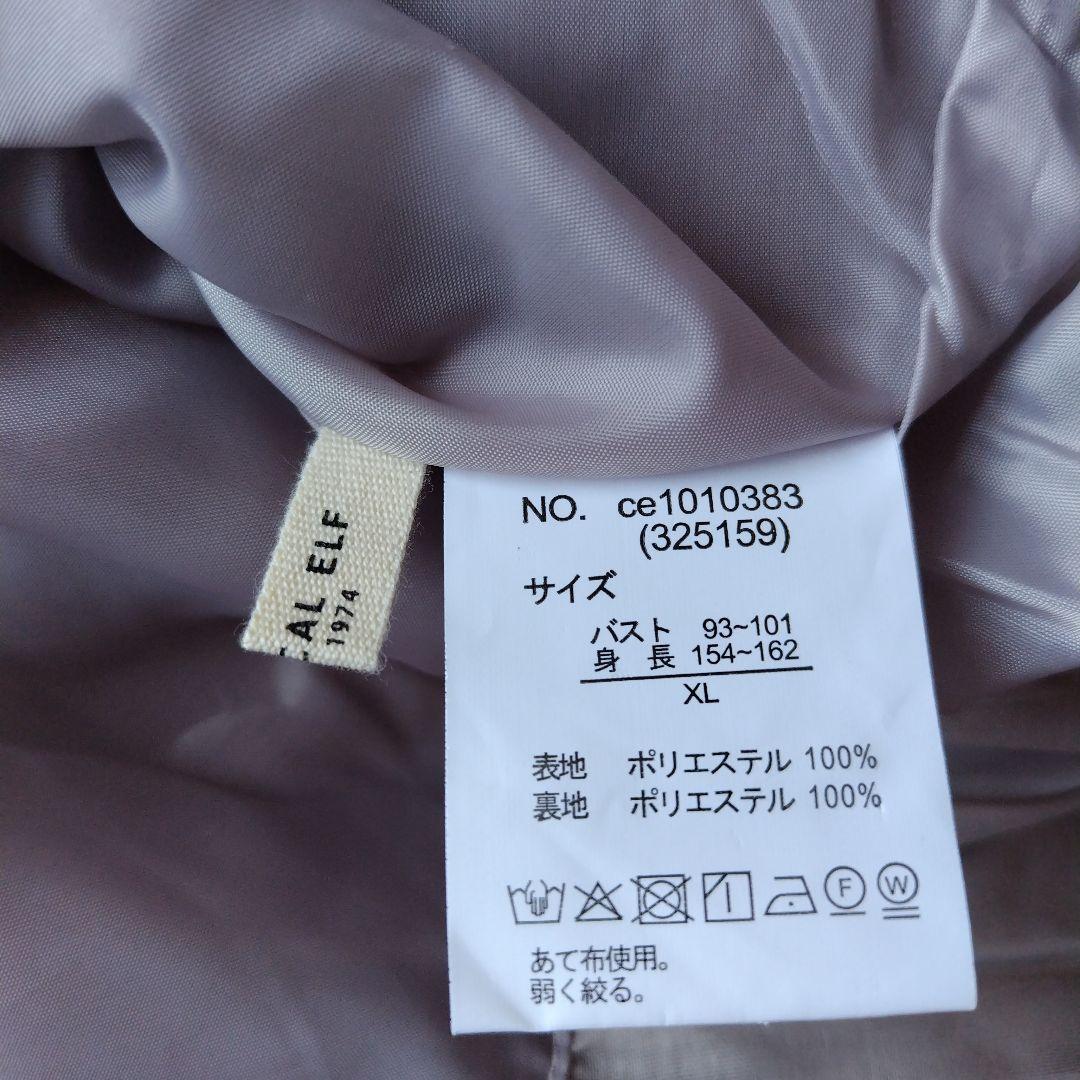 ELF
1974
NO. ce1010383
(325159)
サイズ
バスト 93~101
身 長 154~162
XL
表地 ポリエステル 100%
裏地 ポリエステル 100%
F W
あて布使用。
弱く絞る。